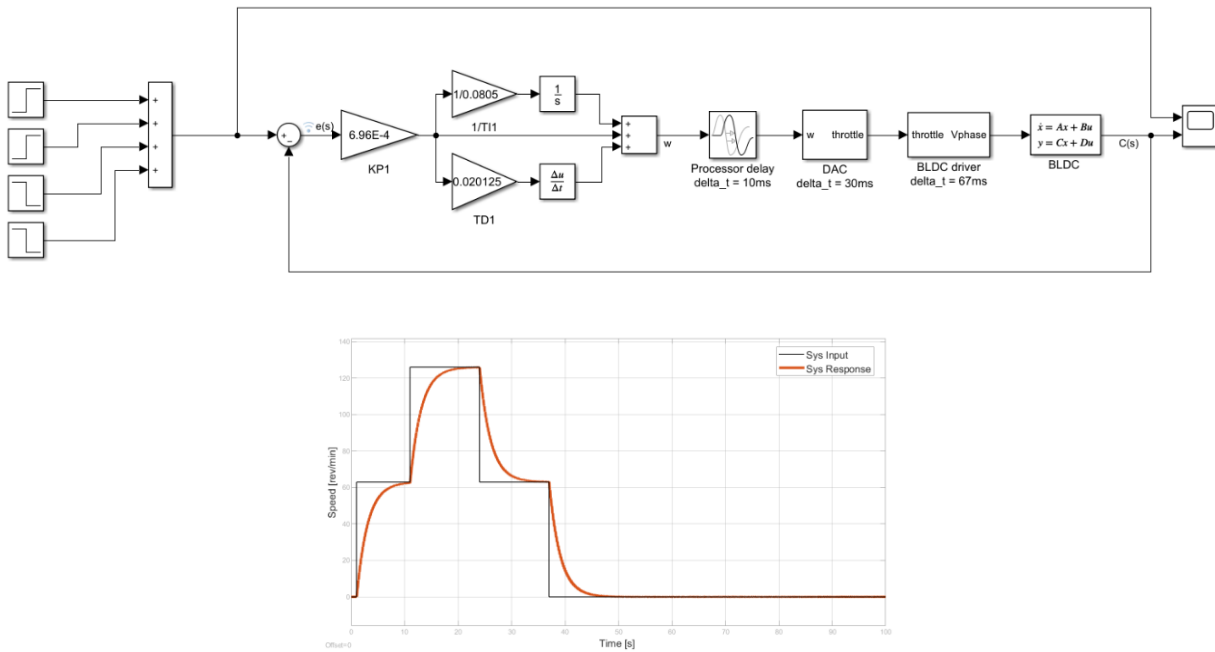 +
+
+
+
+
−
e(s)
6.96E-4
KP1
1/0.0805
1/TI1
1
s
0.020125
TD1
Δu
Δt
+
+
+
w
Processor delay
delta_t = 10ms
w throttle
DAC
delta_t = 30ms
throttle Vphase
BLDC driver
delta_t = 67ms
ẋ = Ax + Bu
y = Cx + Du
BLDC
C(s)
Sys Input
Sys Response
Speed [rev/min]
140
120
100
80
60
40
20
0
0 10 20 30 40 50 60 70 80 90 100
Time [s]
Offset=0